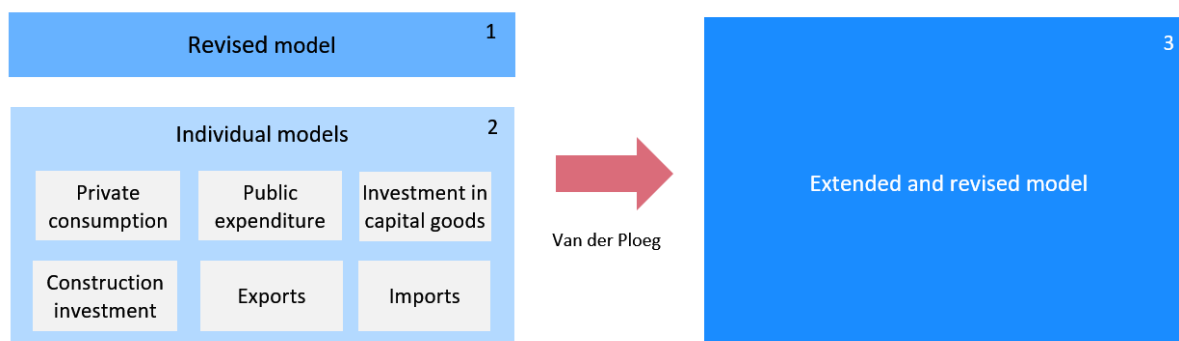 Revised model
1
Individual models
2
Private
consumption
Public
expenditure
Investment in
capital goods
Construction
investment
Exports
Imports
Van der Ploeg
3
Extended and revised model